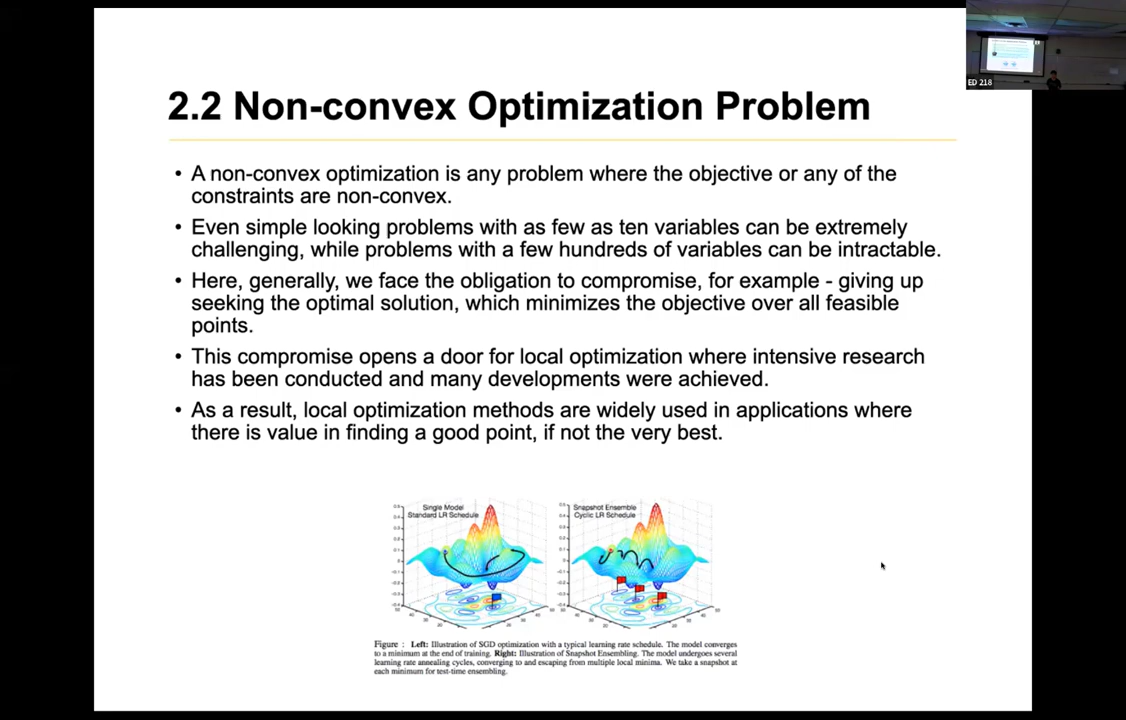 ED 218
2.2 Non-convex Optimization Problem
• A non-convex optimization is any problem where the objective or any of the
constraints are non-convex.
• Even simple looking problems with as few as ten variables can be extremely
challenging, while problems with a few hundreds of variables can be intractable.
• Here, generally, we face the obligation to compromise, for example - giving up
seeking the optimal solution, which minimizes the objective over all feasible
points.
• This compromise opens a door for local optimization where intensive research
has been conducted and many developments were achieved.
• As a result, local optimization methods are widely used in applications where
there is value in finding a good point, if not the very best.
Single Model
Standard LR Schedule
Snapshot Ensemble
Cyclic LR Schedule
Figure : Left: Illustration of SGD optimization with a typical learning rate schedule. The model converges
to a minimum at the end of training. Right: Illustration of Snapshot Ensembling. The model undergoes several
learning rate annealing cycles, converging to and escaping from multiple local minima. We take a snapshot at
each minimum for test-time ensembling.